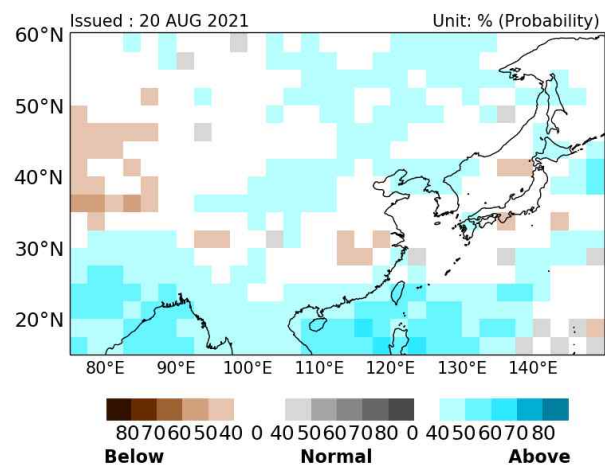 Issued : 20 AUG 2021 Unit: % (Probability)
60°N
50°N
40°N
30°N
20°N
80°E 90°E 100°E 110°E 120°E 130°E 140°E
80 70 60 50 40 0 40 50 60 70 80 0 40 50 60 70 80
Below Normal Above